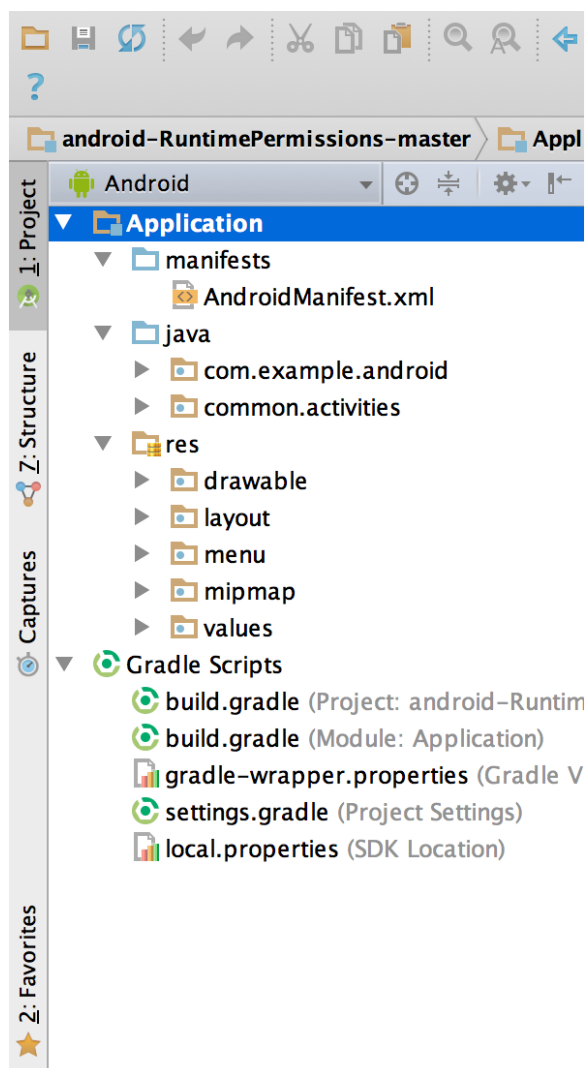 ?
android-RuntimePermissions-master
Appl
1: Project
Android
Application
manifests
AndroidManifest.xml
java
com.example.android
common.activities
7: Structure
res
drawable
layout
menu
mipmap
values
Captures
Gradle Scripts
build.gradle (Project: android-Runtim
build.gradle (Module: Application)
gradle-wrapper.properties (Gradle V
settings.gradle (Project Settings)
local.properties (SDK Location)
2: Favorites